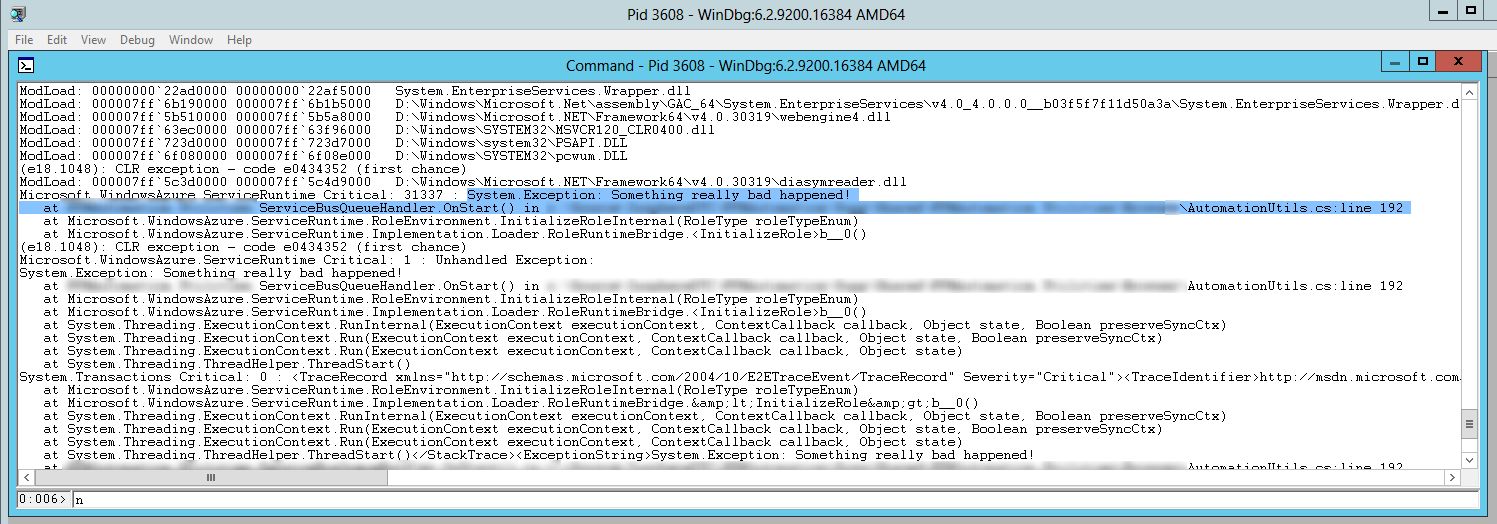 Pid 3608 - WinDbg:6.2.9200.16384 AMD64
File Edit View Debug Window Help
Command - Pid 3608 - WinDbg:6.2.9200.16384 AMD64
ModLoad: 00000000`22ad0000 00000000`22af5000 System.EnterpriseServices.Wrapper.dll
ModLoad: 000007ff`6b190000 000007ff`6b1b5000 D:\Windows\Microsoft.Net\assembly\GAC_64\System.EnterpriseServices\v4.0_4.0.0.0__b03f5f7f11d50a3a\System.EnterpriseServices.Wrapper.d
ModLoad: 000007ff`5b510000 000007ff`5b5a8000 D:\Windows\Microsoft.NET\Framework64\v4.0.30319\webengine4.dll
ModLoad: 000007ff`63ec0000 000007ff`63f96000 D:\Windows\SYSTEM32\MSVCR120_CLR0400.dll
ModLoad: 000007ff`723d0000 000007ff`723d7000 D:\Windows\system32\PSAPI.DLL
ModLoad: 000007ff`6f080000 000007ff`6f08e000 D:\Windows\SYSTEM32\pcwum.DLL
(e18.1048): CLR exception - code e0434352 (first chance)
ModLoad: 000007ff`5c3d0000 000007ff`5c4d9000 D:\Windows\Microsoft.NET\Framework64\v4.0.30319\diasymreader.dll
Microsoft.WindowsAzure.ServiceRuntime Critical: 31337 : System.Exception: Something really bad happened!
at ServiceBusQueueHandler.OnStart() in \AutomationUtils.cs:line 192
at Microsoft.WindowsAzure.ServiceRuntime.RoleEnvironment.InitializeRoleInternal(RoleType roleTypeEnum)
at Microsoft.WindowsAzure.ServiceRuntime.Implementation.Loader.RoleRuntimeBridge.<InitializeRole>b__0()
(e18.1048): CLR exception - code e0434352 (first chance)
Microsoft.WindowsAzure.ServiceRuntime Critical: 1 : Unhandled Exception:
System.Exception: Something really bad happened!
at ServiceBusQueueHandler.OnStart() in AutomationUtils.cs:line 192
at Microsoft.WindowsAzure.ServiceRuntime.RoleEnvironment.InitializeRoleInternal(RoleType roleTypeEnum)
at Microsoft.WindowsAzure.ServiceRuntime.Implementation.Loader.RoleRuntimeBridge.<InitializeRole>b__0()
at System.Threading.ExecutionContext.RunInternal(ExecutionContext executionContext, ContextCallback callback, Object state, Boolean preserveSyncCtx)
at System.Threading.ExecutionContext.Run(ExecutionContext executionContext, ContextCallback callback, Object state, Boolean preserveSyncCtx)
at System.Threading.ExecutionContext.Run(ExecutionContext executionContext, ContextCallback callback, Object state)
at System.Threading.ThreadHelper.ThreadStart()
System.Transactions Critical: 0 : <TraceRecord xmlns="http://schemas.microsoft.com/2004/10/E2ETraceEvent/TraceRecord" Severity="Critical"><TraceIdentifier>http://msdn.microsoft.com
at Microsoft.WindowsAzure.ServiceRuntime.RoleEnvironment.InitializeRoleInternal(RoleType roleTypeEnum)
at Microsoft.WindowsAzure.ServiceRuntime.Implementation.Loader.RoleRuntimeBridge.&amp;lt;InitializeRole&amp;gt;b__0()
at System.Threading.ExecutionContext.RunInternal(ExecutionContext executionContext, ContextCallback callback, Object state, Boolean preserveSyncCtx)
at System.Threading.ExecutionContext.Run(ExecutionContext executionContext, ContextCallback callback, Object state, Boolean preserveSyncCtx)
at System.Threading.ExecutionContext.Run(ExecutionContext executionContext, ContextCallback callback, Object state)
at System.Threading.ThreadHelper.ThreadStart()</StackTrace><ExceptionString>System.Exception: Something really bad happened!
at AutomationUtils.cs:line 192
0:006> n